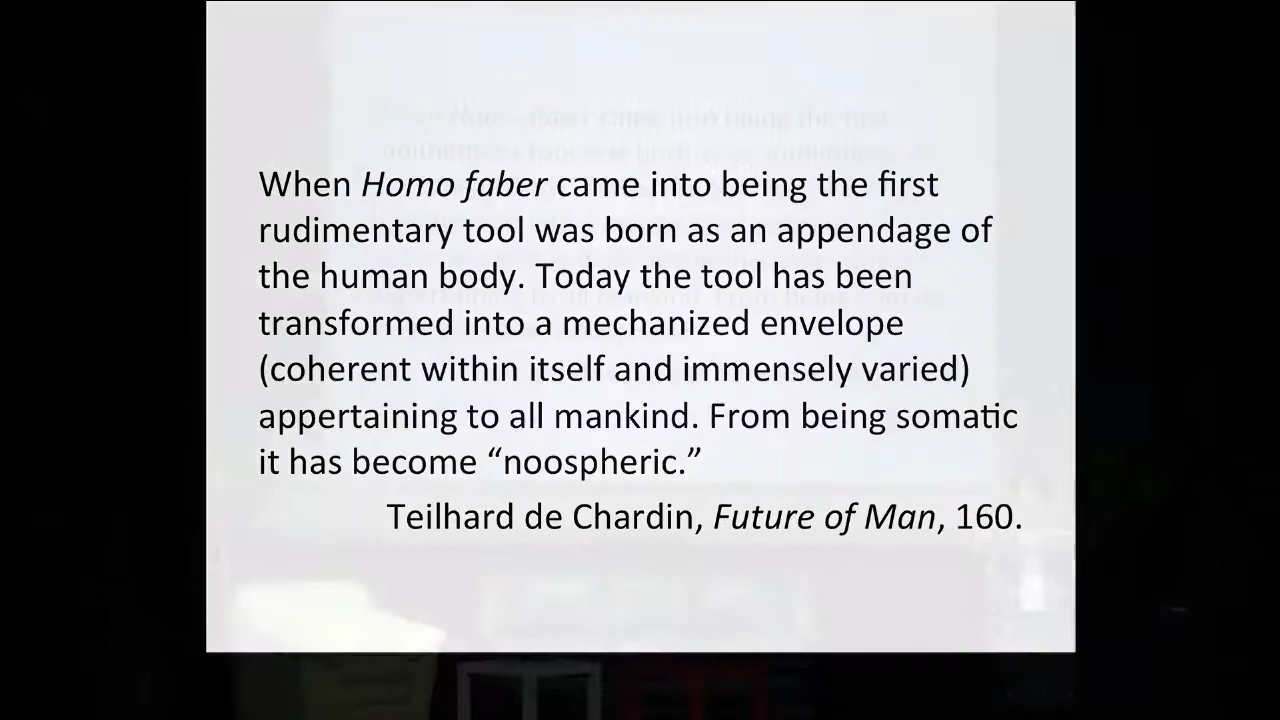 When Homo faber came into being the first
rudimentary tool was born as an appendage of
the human body. Today the tool has been
transformed into a mechanized envelope
(coherent within itself and immensely varied)
appertaining to all mankind. From being somatic
it has become “noospheric.”
Teilhard de Chardin, Future of Man, 160.